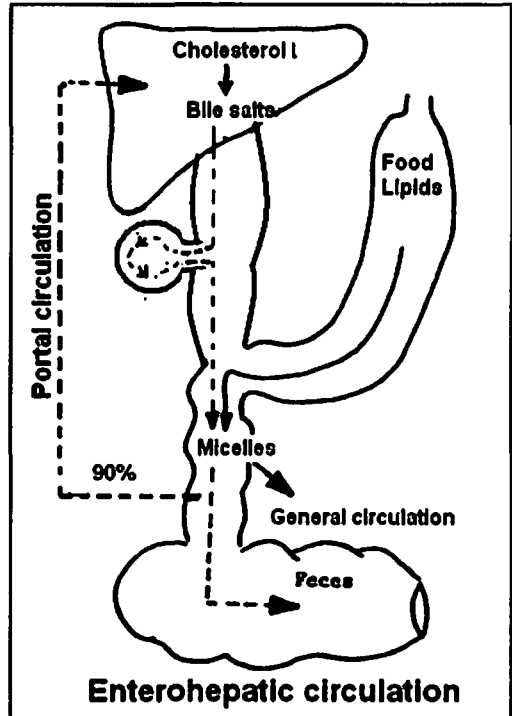 Cholesterol l
Bile salts
Food
Lipids
Portal circulation
Micelles
90%
General circulation
Feces
Enterohepatic circulation